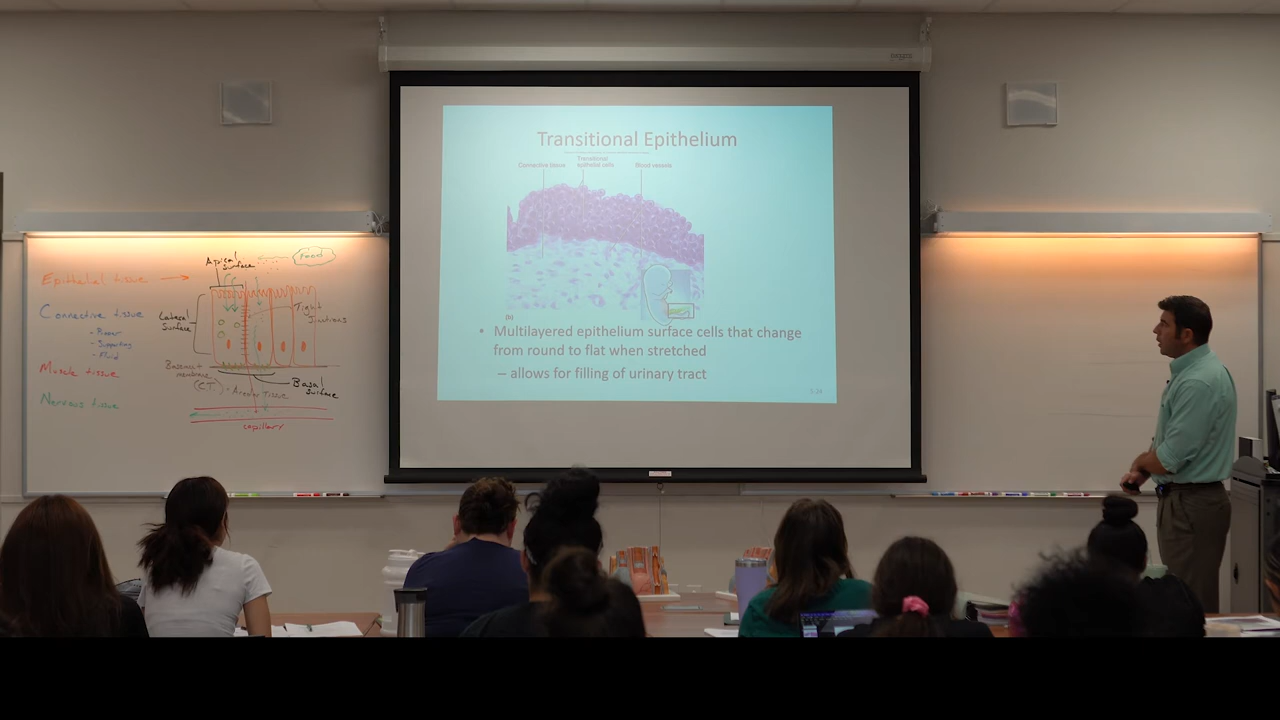 Transitional Epithelium
Connective tissue
Transitional
epithelial cells
Blood vessels
(b)
• Multilayered epithelium surface cells that change
from round to flat when stretched
– allows for filling of urinary tract
Epithelial tissue →
Connective tissue
- Proper
- Supporting
- Fluid
Muscle tissue
Nervous tissue
Apical
Surface
Food
Lateral
Surface
Tight
Junctions
Basement
membrane
(C.T.) - Areolar Tissue
Basal
Surface
Capillary